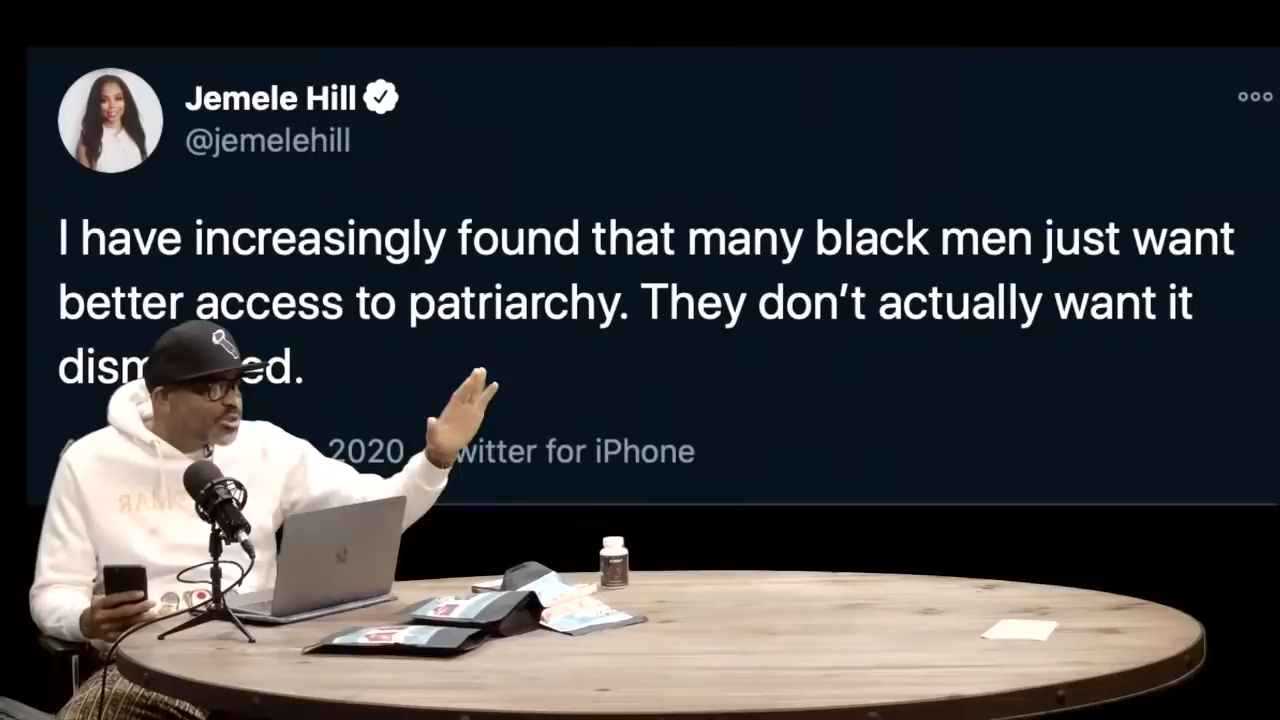 Jemele Hill
@jemelehill
I have increasingly found that many black men just want
better access to patriarchy. They don’t actually want it
2020
Twitter for iPhone